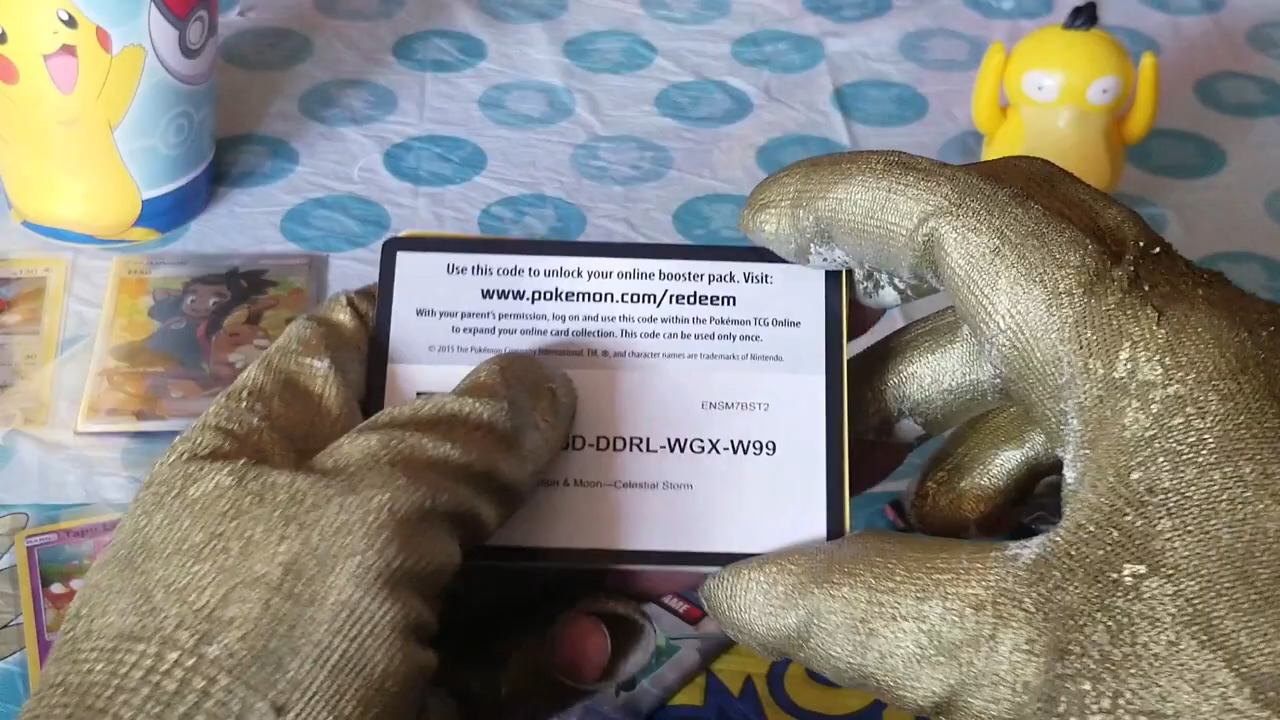 Use this code to unlock your online booster pack. Visit:
www.pokemon.com/redeem
With your parent's permission, log on and use this code within the Pokémon TCG Online
to expand your online card collection. This code can be used only once.
© 2015 The Pokémon Company International. TM, ®, and character names are trademarks of Nintendo.
ENSM7BST2
D-DDRL-WGX-W99
Sun & Moon—Celestial Storm
Tapu